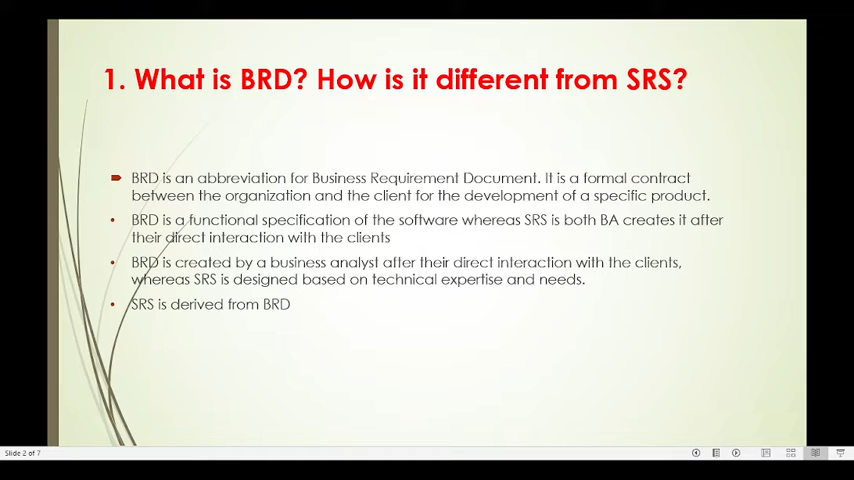 1. What is BRD? How is it different from SRS?
BRD is an abbreviation for Business Requirement Document. It is a formal contract
between the organization and the client for the development of a specific product.
BRD is a functional specification of the software whereas SRS is both BA creates it after
their direct interaction with the clients
BRD is created by a business analyst after their direct interaction with the clients,
whereas SRS is designed based on technical expertise and needs.
SRS is derived from BRD
Slide 2 of 7